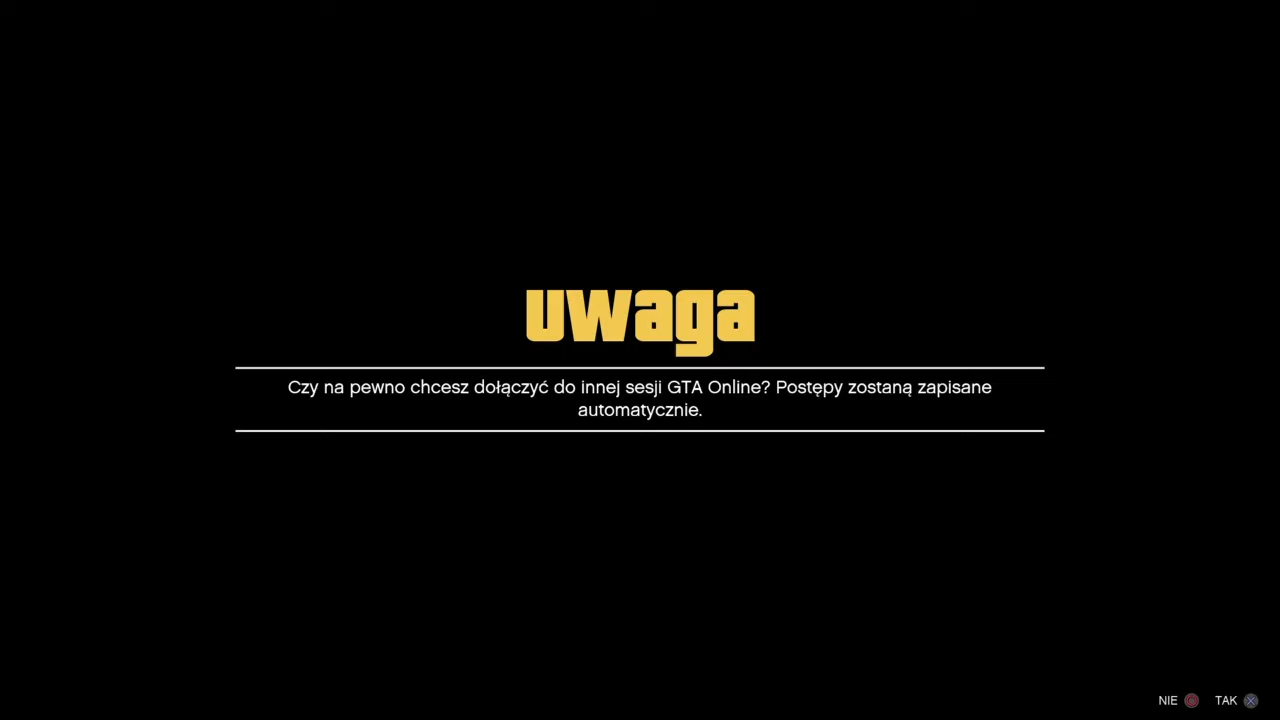 uwaga
Czy na pewno chcesz dołączyć do innej sesji GTA Online? Postępy zostaną zapisane
automatycznie.
NIE TAK